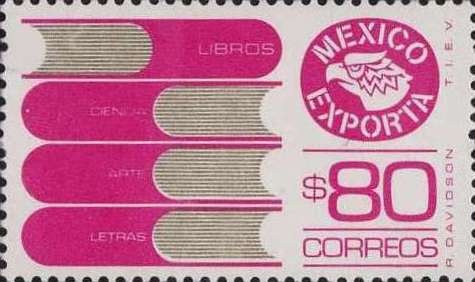 LIBROS
CIENCIA
ARTE
LETRAS
MEXICO
EXPORTA
$80
CORREOS
R. DAVIDSON T.I.E.V.